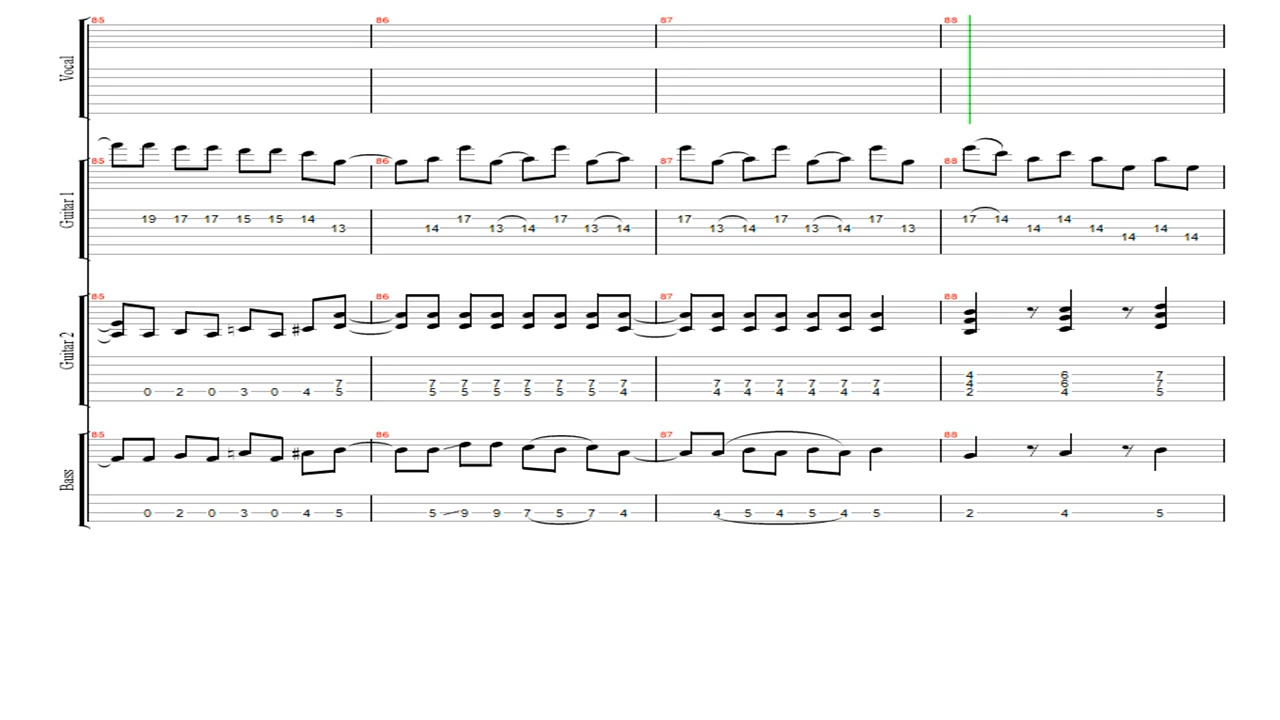 85 86 87 88
Vocal
85 86 87 88
Guitar 1
19 17 17 15 15 14 13 14 17 13 14 17 13 14 17 13 14 17 13 14 17 13 17 14 14 14 14 14 14 14
85 86 87 88
Guitar 2
4 6 7
7 7 7 7 7 7 7 7 7 7 7 7 7 7 4 6 7
0 2 0 3 0 4 5 5 5 5 5 5 5 4 4 4 4 4 4 4 2 4 5
85 86 87 88
Bass
0 2 0 3 0 4 5 5 9 9 7 5 7 4 4 5 4 5 4 5 2 4 5